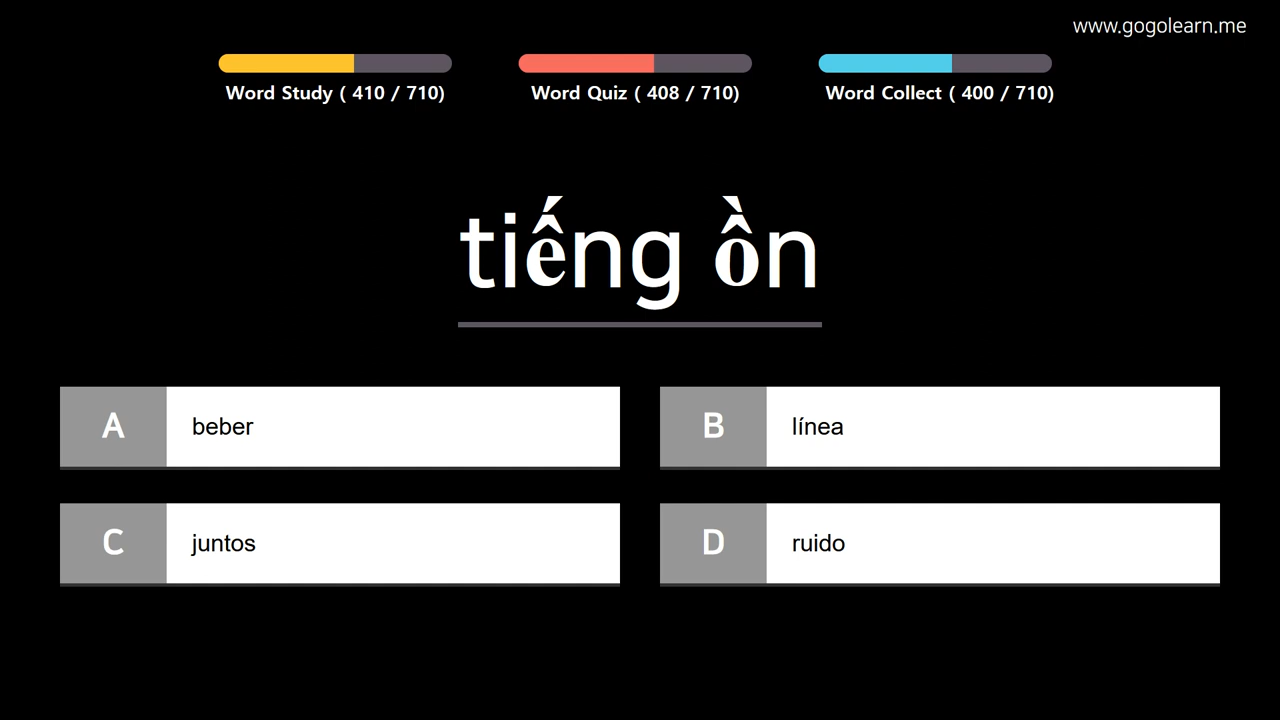 www.gogolearn.me
Word Study ( 410 / 710)
Word Quiz ( 408 / 710)
Word Collect ( 400 / 710)
tiếng ồn
A beber
B línea
C juntos
D ruido